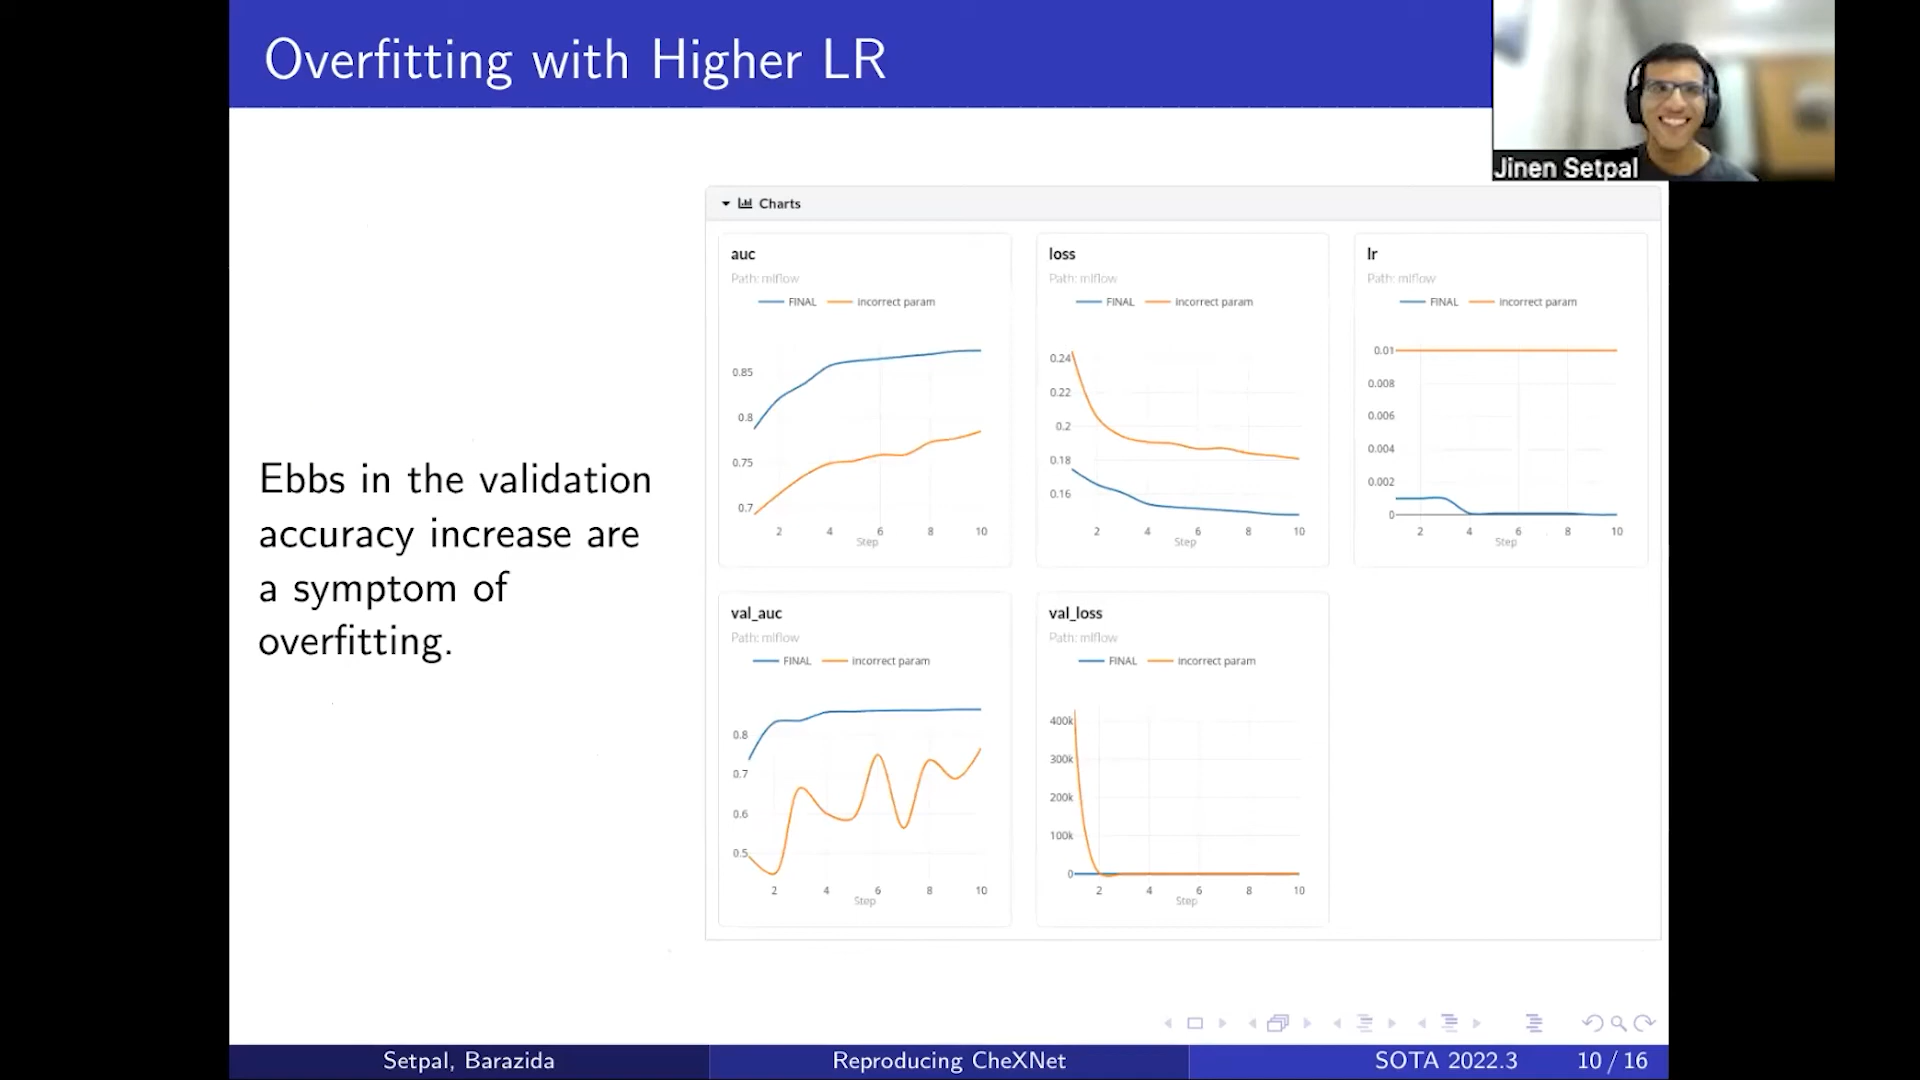 Overfitting with Higher LR
Jinen Setpal
Ebbs in the validation
accuracy increase are
a symptom of
overfitting.
Charts
auc
Path: mlflow
FINAL incorrect param
0.85
0.8
0.75
0.7
2 4 6 8 10
Step
loss
Path: mlflow
FINAL incorrect param
0.24
0.22
0.2
0.18
0.16
2 4 6 8 10
Step
lr
Path: mlflow
FINAL incorrect param
0.01
0.008
0.006
0.004
0.002
0
2 4 6 8 10
Step
val_auc
Path: mlflow
FINAL incorrect param
0.8
0.7
0.6
0.5
2 4 6 8 10
Step
val_loss
Path: mlflow
FINAL incorrect param
400k
300k
200k
100k
0
2 4 6 8 10
Step
Setpal, Barazida Reproducing CheXNet SOTA 2022.3 10 / 16